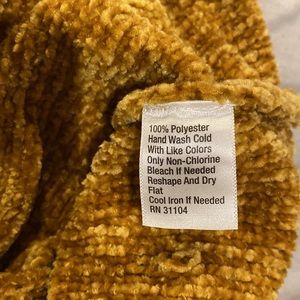 100% Polyester
Hand Wash Cold
With Like Colors
Only Non-Chlorine
Bleach If Needed
Reshape And Dry
Flat
Cool Iron If Needed
RN 31104